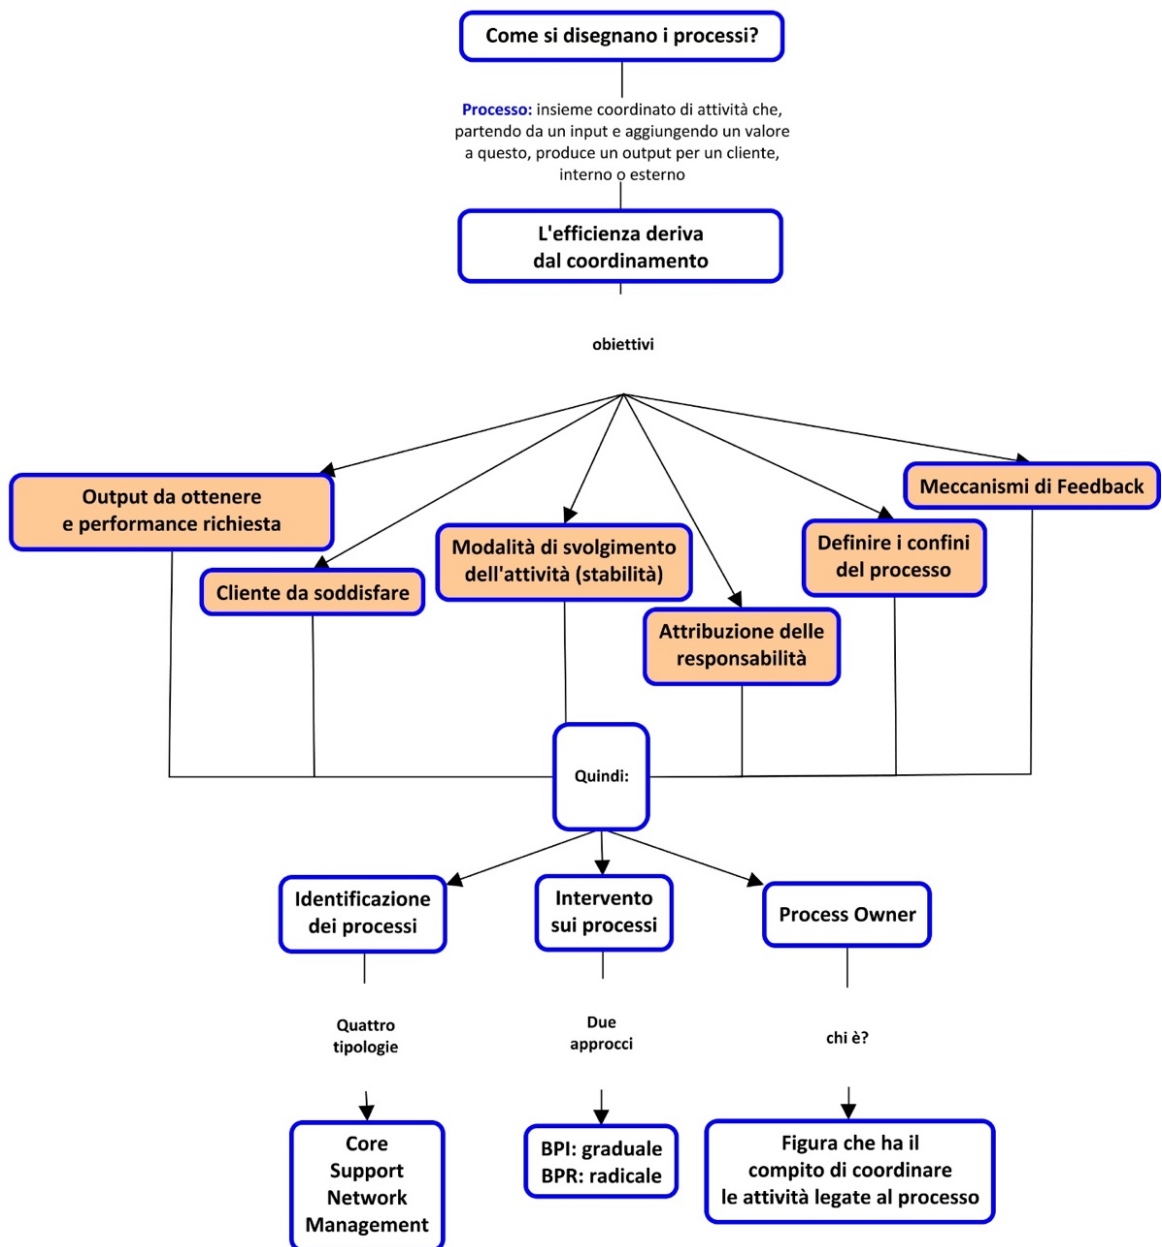 Come si disegnano i processi?
Processo: insieme coordinato di attività che,
partendo da un input e aggiungendo un valore
a questo, produce un output per un cliente,
interno o esterno
L'efficienza deriva
dal coordinamento
obiettivi
Output da ottenere
e performance richiesta
Cliente da soddisfare
Modalità di svolgimento
dell'attività (stabilità)
Attribuzione delle
responsabilità
Definire i confini
del processo
Meccanismi di Feedback
Quindi:
Identificazione
dei processi
Intervento
sui processi
Process Owner
Quattro
tipologie
Due
approcci
chi è?
Core
Support
Network
Management
BPI: graduale
BPR: radicale
Figura che ha il
compito di coordinare
le attività legate al processo